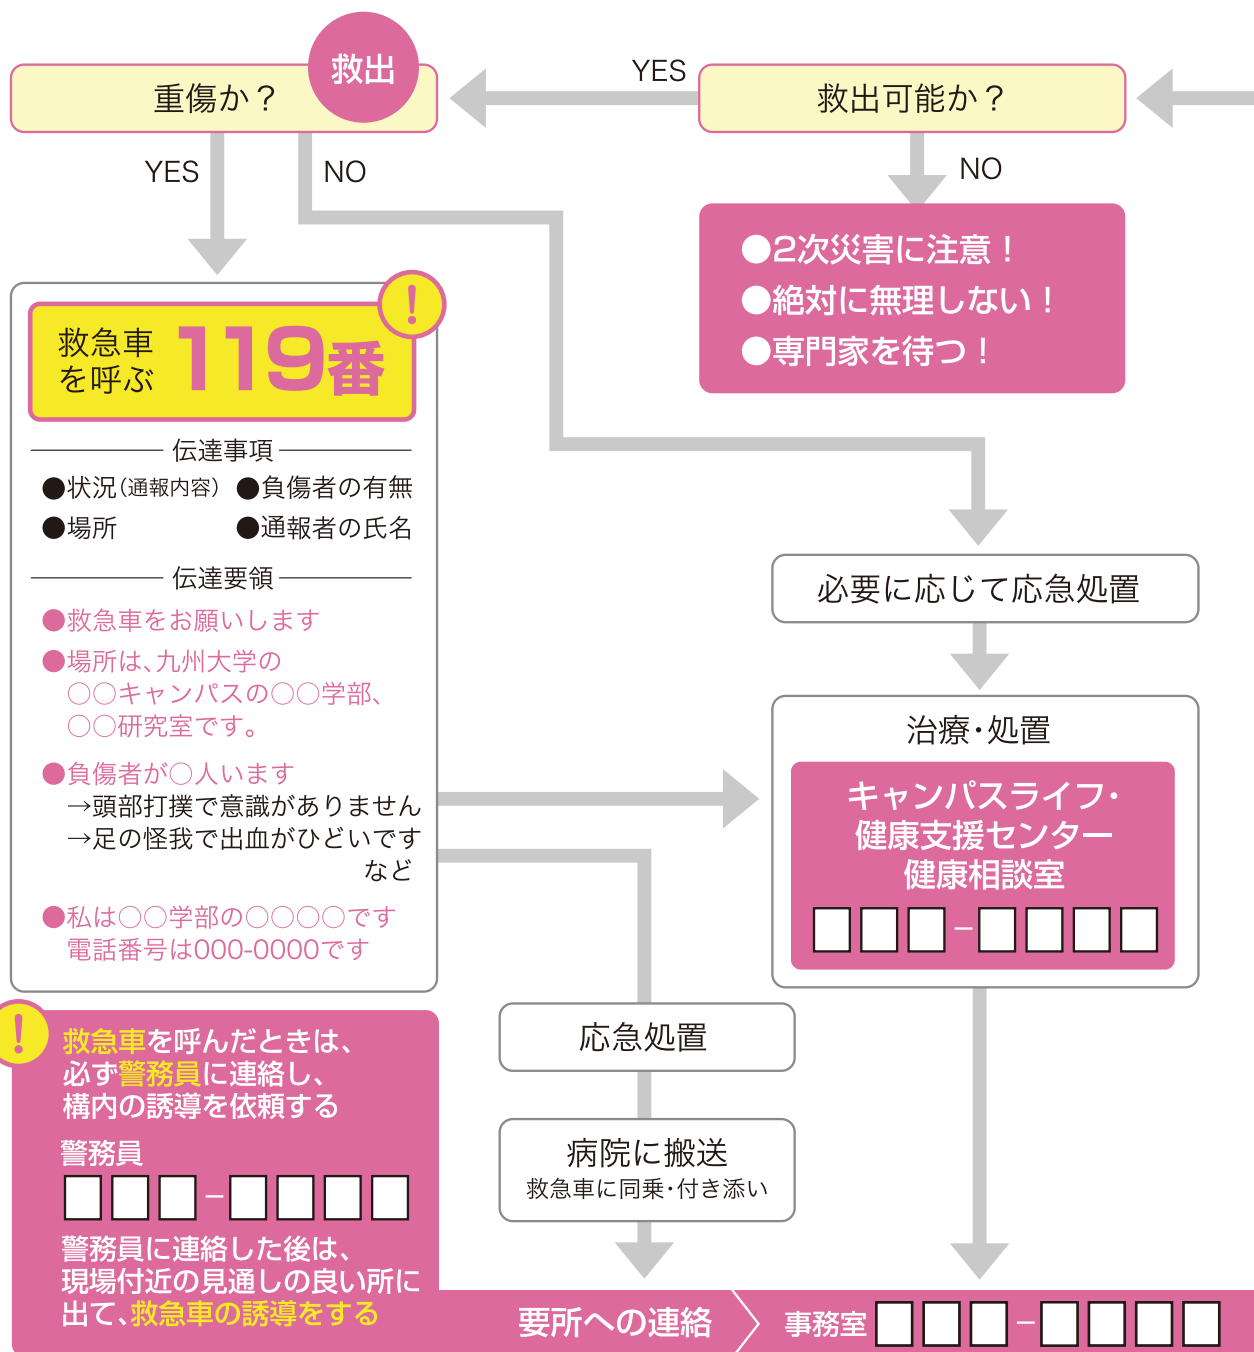 救出
重傷か？
YES
救出可能か？
YES
NO
NO
●2次災害に注意！
●絶対に無理しない！
●専門家を待つ！
！
救急車
を呼ぶ
119番
伝達事項
●状況（通報内容）
●負傷者の有無
●場所
●通報者の氏名
伝達要領
●救急車をお願いします
●場所は、九州大学の
○○キャンパスの○○学部、
○○研究室です。
●負傷者が○人います
→頭部打撲で意識がありません
→足の怪我で出血がひどいです
など
●私は○○学部の○○○○です
電話番号は000-0000です
必要に応じて応急処置
治療・処置
キャンパスライフ・
健康支援センター
健康相談室
□□□−□□□□
応急処置
病院に搬送
救急車に同乗・付き添い
！
救急車を呼んだときは、
必ず警務員に連絡し、
構内の誘導を依頼する
警務員
□□□−□□□□
警務員に連絡した後は、
現場付近の見通しの良い所に
出て、救急車の誘導をする
要所への連絡
事務室 □□□−□□□□